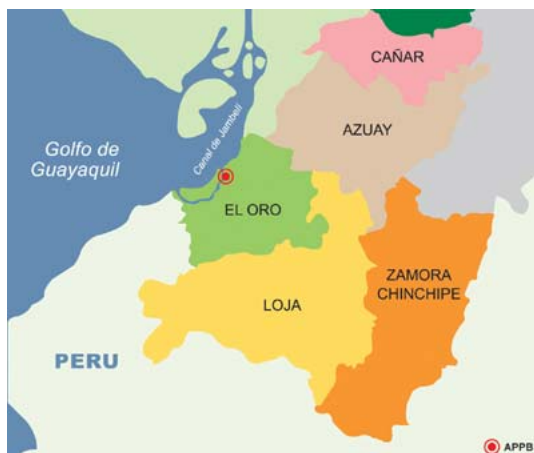 CAÑAR
AZUAY
Golfo de
Guayaquil
Canal de Jambelí
EL ORO
ZAMORA
CHINCHIPE
LOJA
PERU
APPB